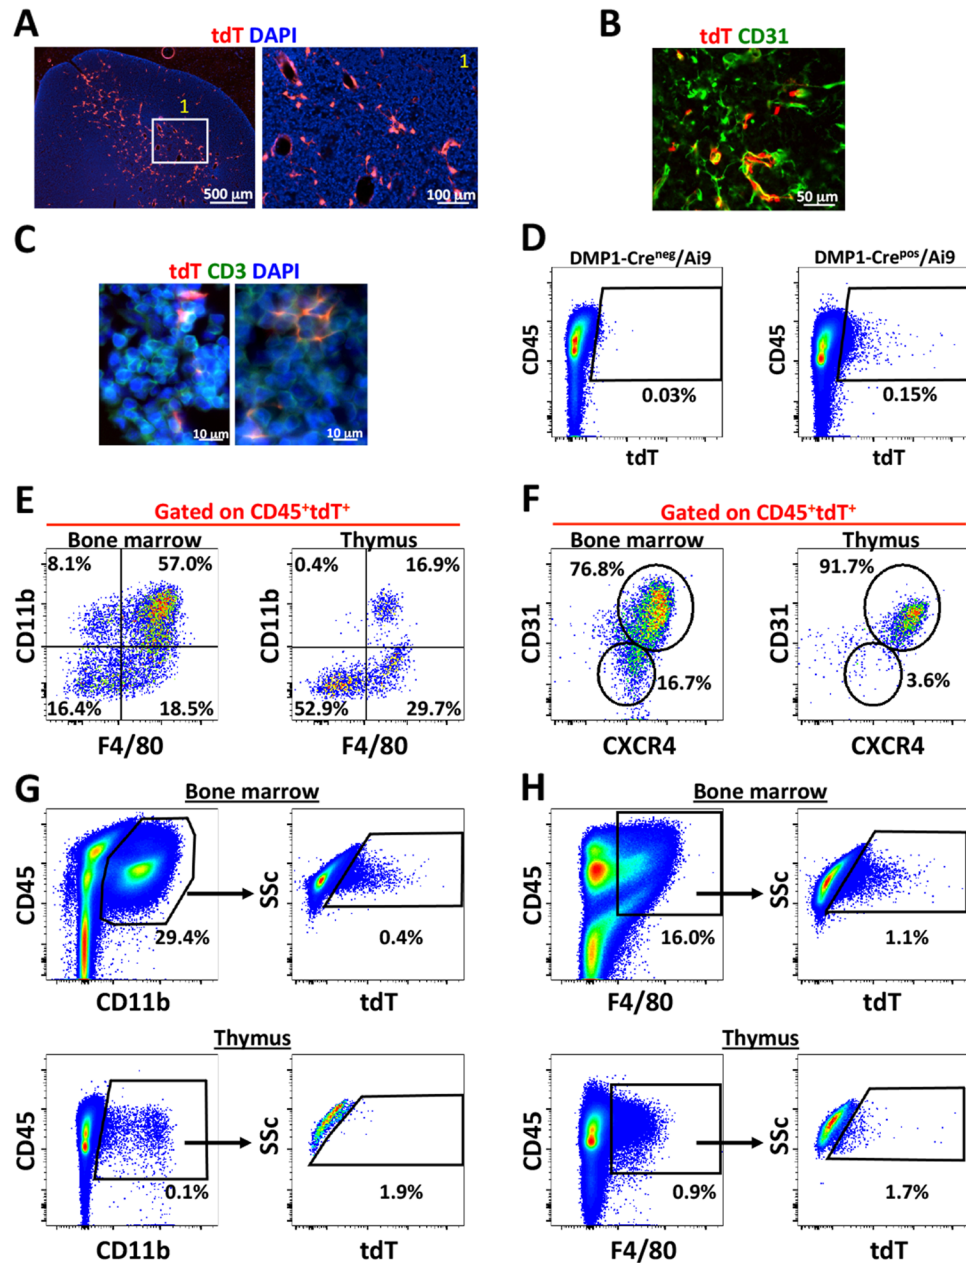 A
tdT DAPI
1
500 µm
1
100 µm
B
tdT CD31
50 µm
C
tdT CD3 DAPI
10 µm
10 µm
D
DMP1-Creneg/Ai9
CD45
0.03%
tdT
DMP1-Crepos/Ai9
CD45
0.15%
tdT
E
Gated on CD45+tdT+
Bone marrow
8.1%
57.0%
CD11b
16.4%
18.5%
F4/80
Thymus
0.4%
16.9%
CD11b
52.9%
29.7%
F4/80
F
Gated on CD45+tdT+
Bone marrow
76.8%
CD31
16.7%
CXCR4
Thymus
91.7%
CD31
3.6%
CXCR4
G
Bone marrow
CD45
29.4%
CD11b
SSc
0.4%
tdT
Thymus
CD45
0.1%
CD11b
SSc
1.9%
tdT
H
Bone marrow
CD45
16.0%
F4/80
SSc
1.1%
tdT
Thymus
CD45
0.9%
F4/80
SSc
1.7%
tdT